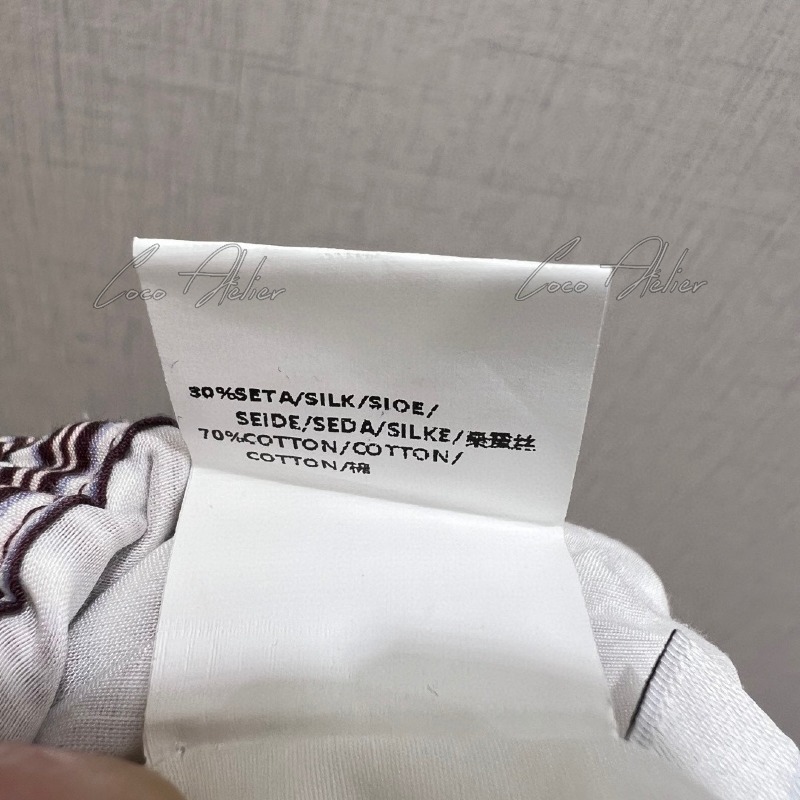 Coco Atelier
Coco Atelier
30%SETA/SILK/SIOE/
SEIDE/SEDA/SILKE/桑蚕丝
70%COTTON/COTTON/
COTTON/棉